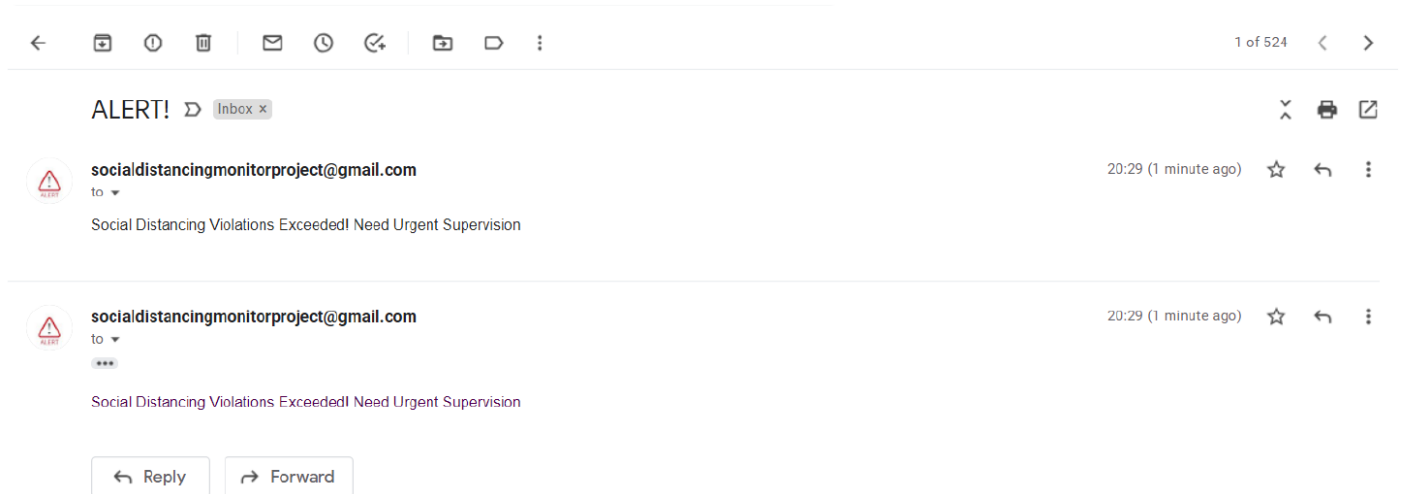 1 of 524
ALERT! Inbox x
socialdistancingmonitorproject@gmail.com 20:29 (1 minute ago)
to
ALERT
Social Distancing Violations Exceeded! Need Urgent Supervision
socialdistancingmonitorproject@gmail.com 20:29 (1 minute ago)
to
ALERT
Social Distancing Violations Exceeded! Need Urgent Supervision
Reply Forward